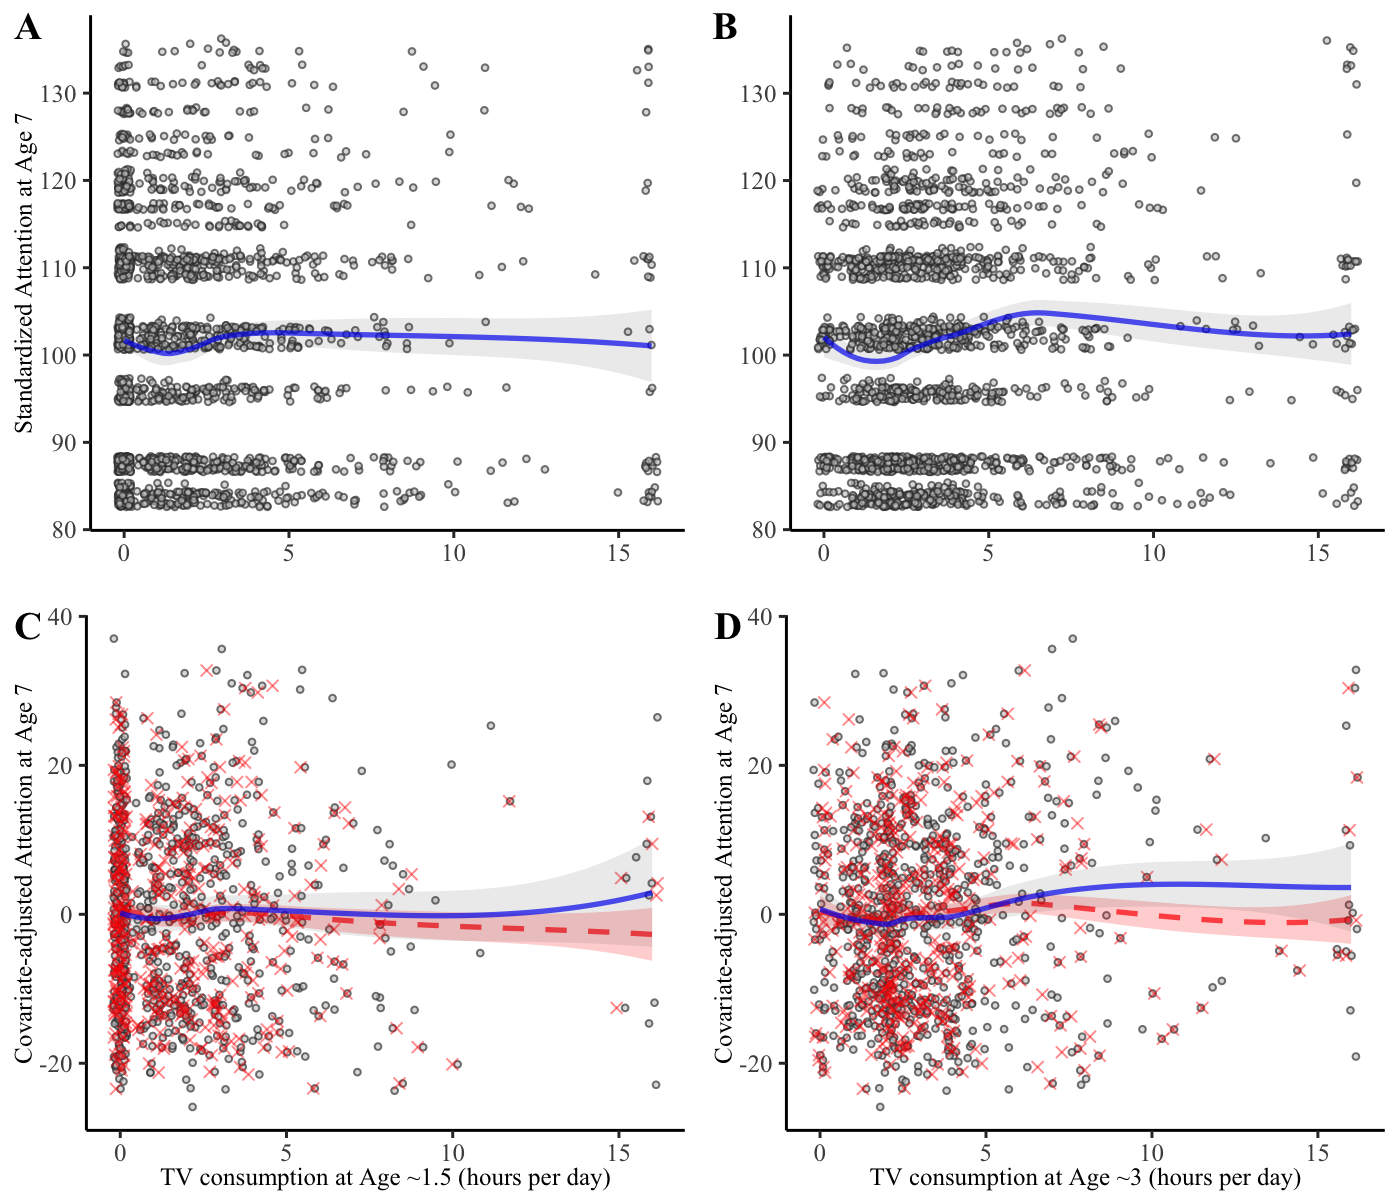 A
B
Standardized Attention at Age 7
130
120
110
100
90
80
0 5 10 15
130
120
110
100
90
80
0 5 10 15
C
D
Covariate-adjusted Attention at Age 7
40
20
0
-20
0 5 10 15
TV consumption at Age ~1.5 (hours per day)
Covariate-adjusted Attention at Age 7
40
20
0
-20
0 5 10 15
TV consumption at Age ~3 (hours per day)